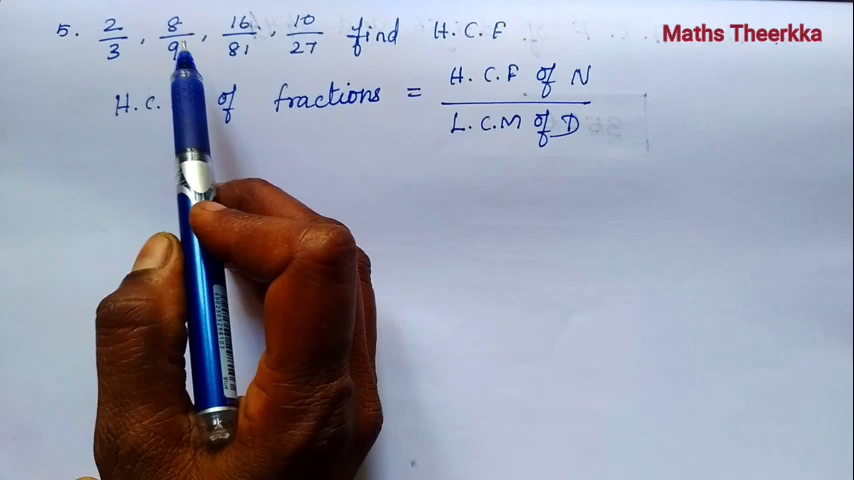 5. 2/3, 8/9, 16/81, 10/27 find H.C.F
Maths Theerkka
H.C. of fractions = H.C.F of N / L.C.M of D